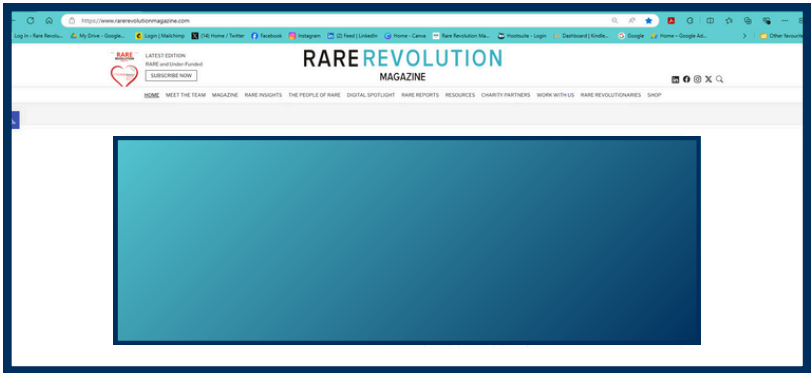 https://www.rarerevolutionmagazine.com
Log In ‹ Rare Revolu... My Drive - Google... Login | Mailchimp (14) Home / Twitter Facebook Instagram (2) Feed | LinkedIn Home - Canva Rare Revolution Ma... Hootsuite - Login Dashboard | Kindle... Google Home – Google Ad... Other favourites
RARE
REVOLUTION
LATEST EDITION
RARE and Under-Funded
SUBSCRIBE NOW
RARE REVOLUTION
MAGAZINE
HOME MEET THE TEAM MAGAZINE RARE INSIGHTS THE PEOPLE OF RARE DIGITAL SPOTLIGHT RARE REPORTS RESOURCES CHARITY PARTNERS WORK WITH US RARE REVOLUTIONARIES SHOP